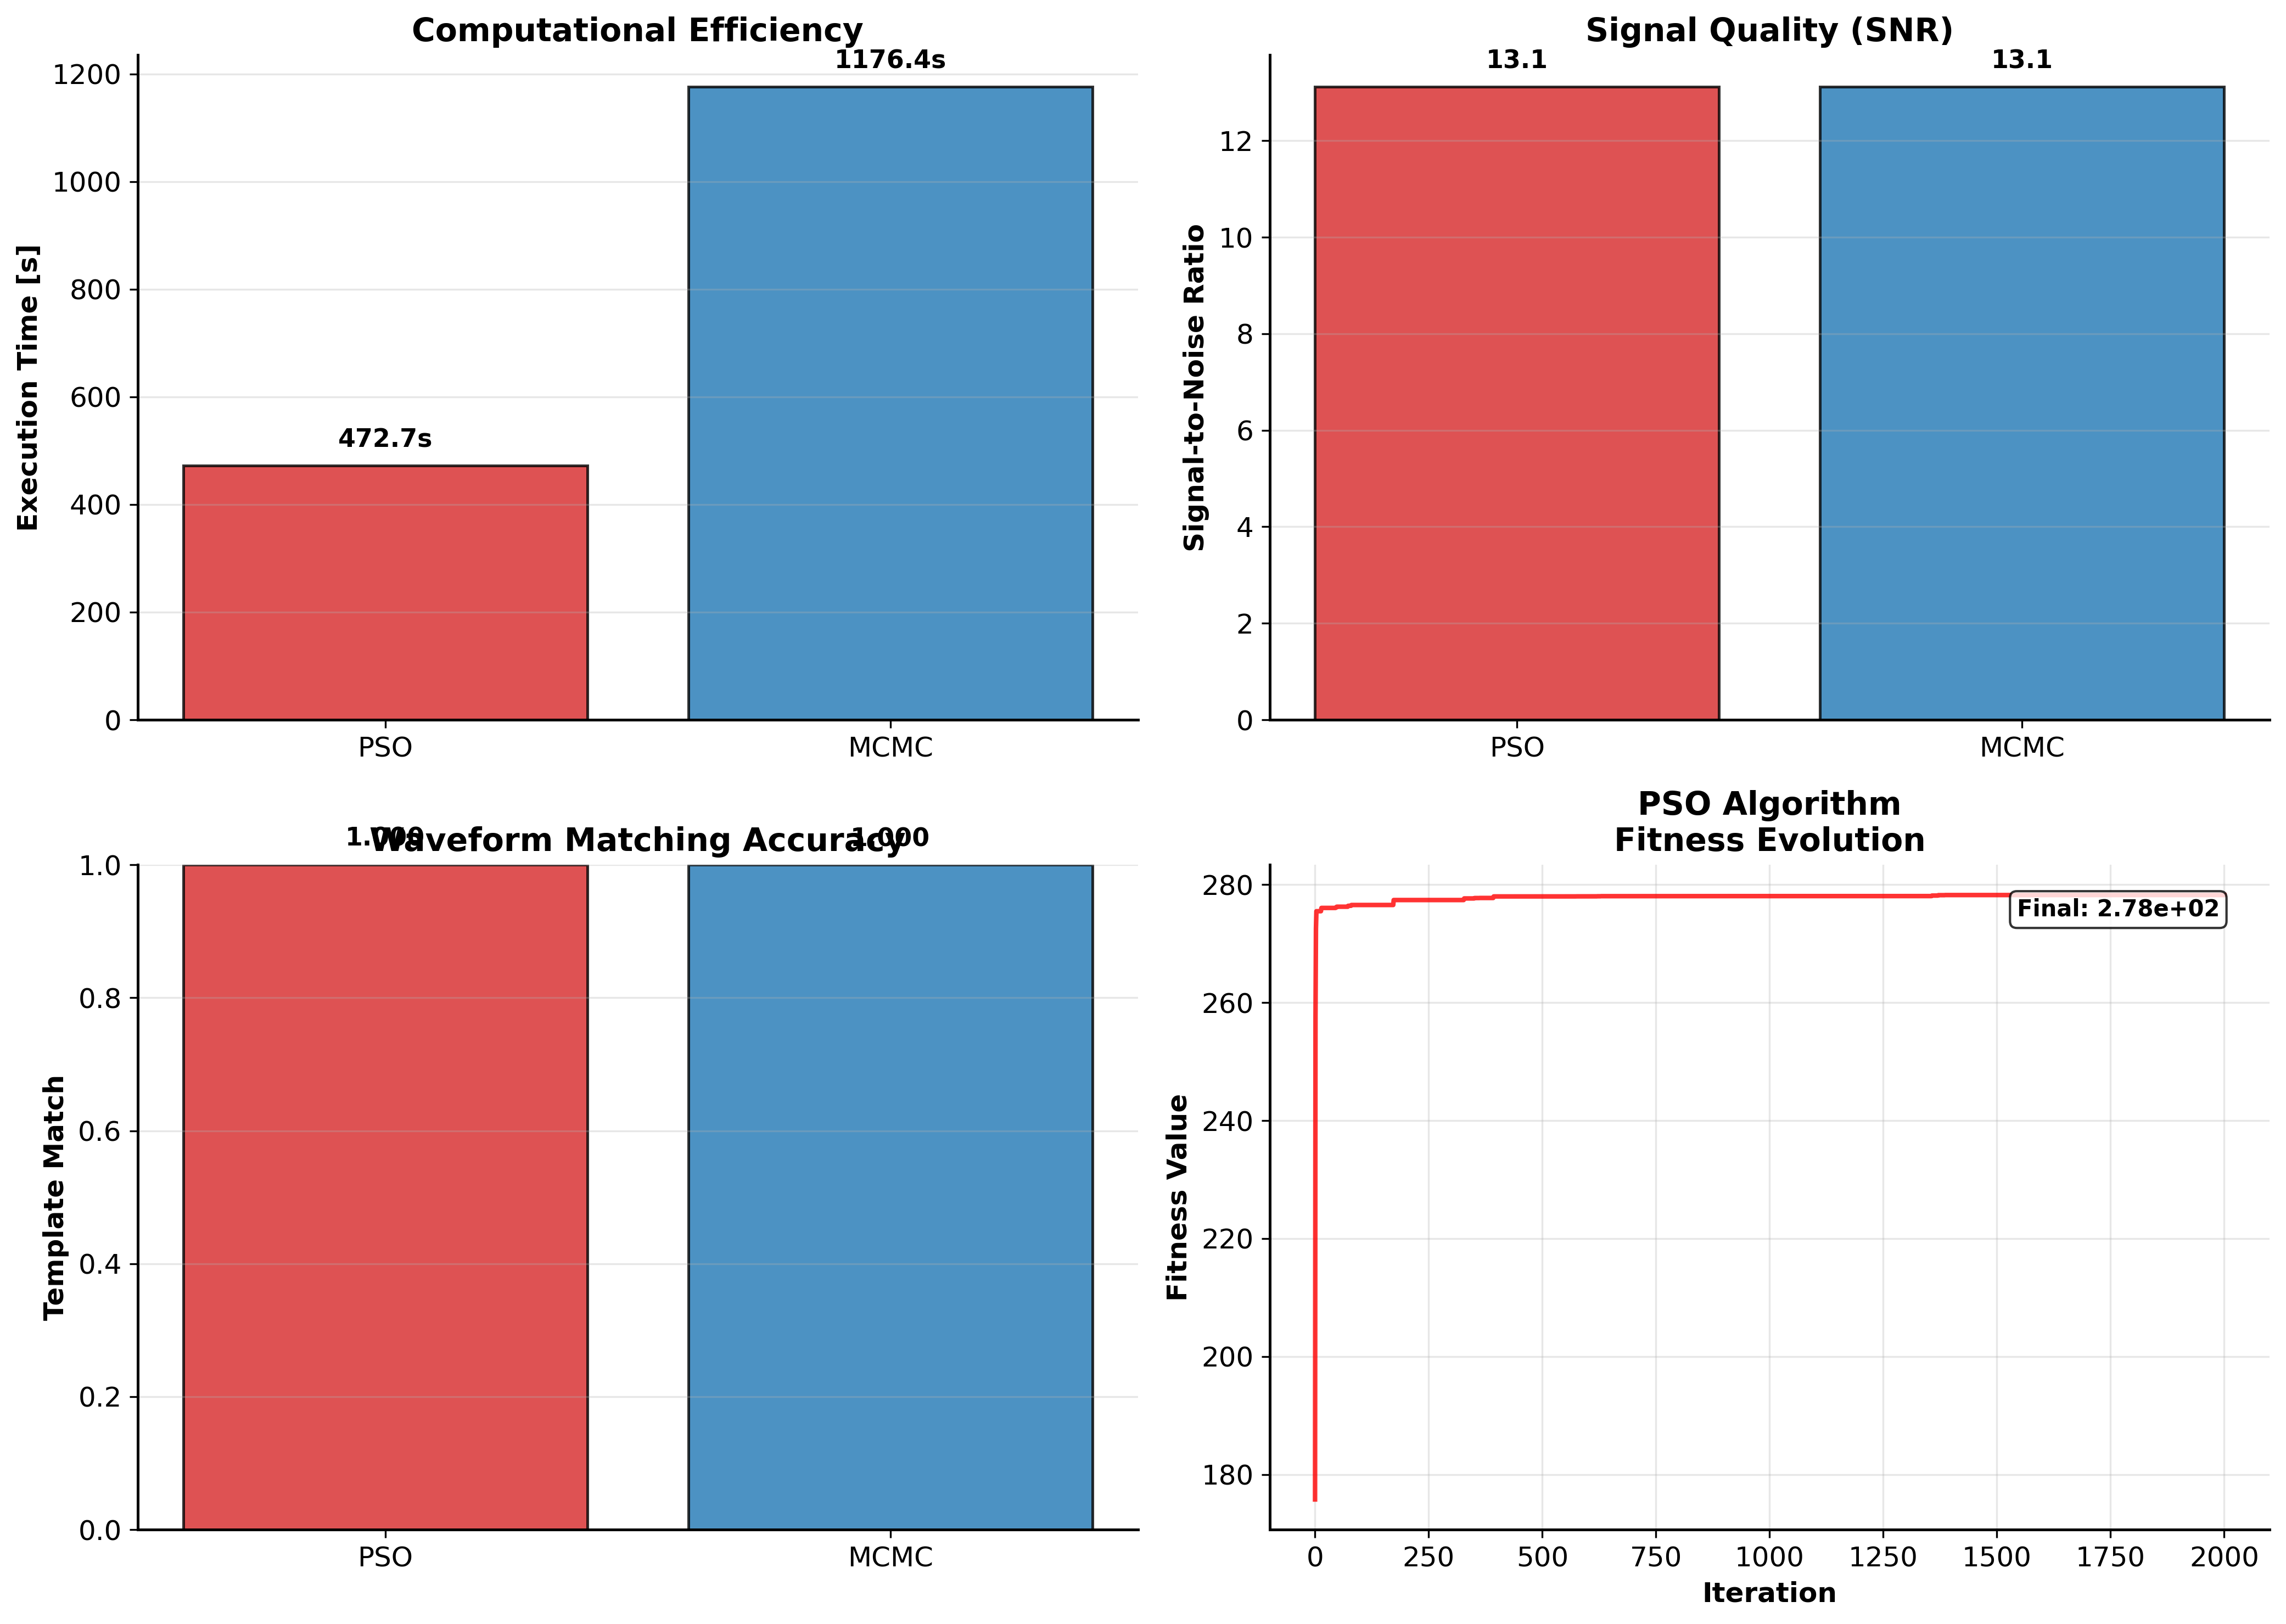 Computational Efficiency
1176.4s
472.7s
Execution Time [s]
1200
1000
800
600
400
200
0
PSO
MCMC
Signal Quality (SNR)
13.1
13.1
Signal-to-Noise Ratio
12
10
8
6
4
2
0
PSO
MCMC
Waveform Matching Accuracy
1.000
1.000
Template Match
1.0
0.8
0.6
0.4
0.2
0.0
PSO
MCMC
PSO Algorithm
Fitness Evolution
Final: 2.78e+02
Fitness Value
280
260
240
220
200
180
0
250
500
750
1000
1250
1500
1750
2000
Iteration